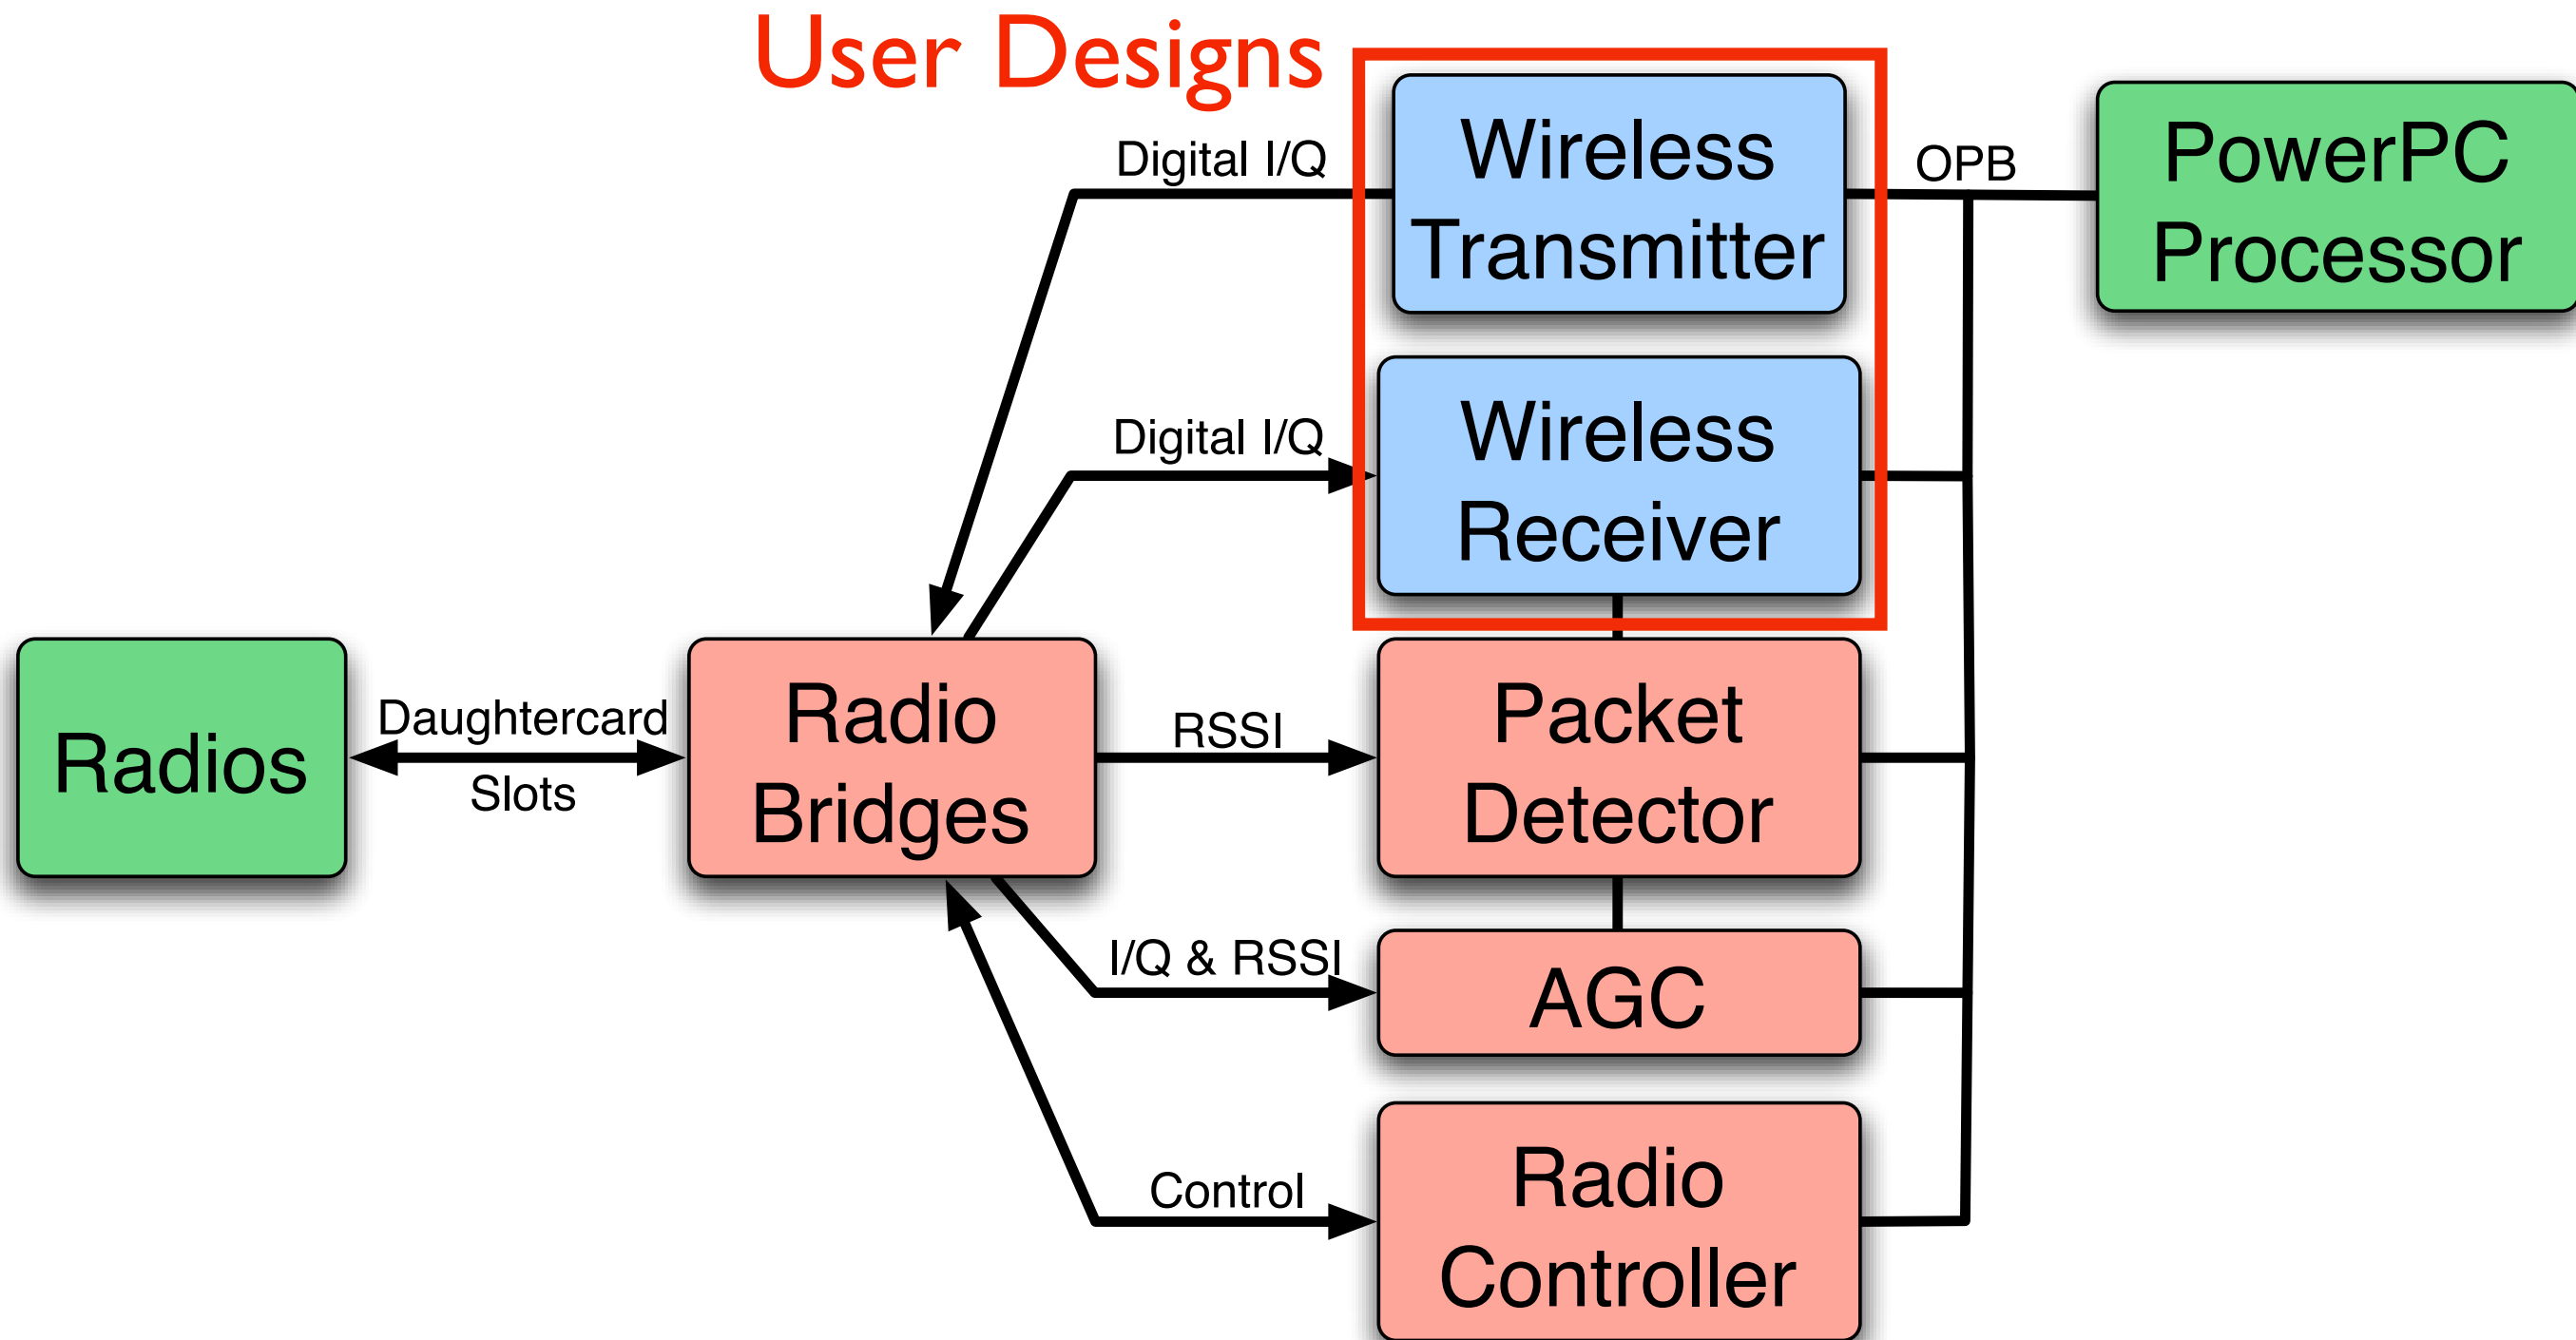 User Designs
Digital I/Q
Wireless
Transmitter
OPB
PowerPC
Processor
Digital I/Q
Wireless
Receiver
Radios
Daughtercard
Slots
Radio
Bridges
RSSI
Packet
Detector
I/Q & RSSI
AGC
Control
Radio
Controller